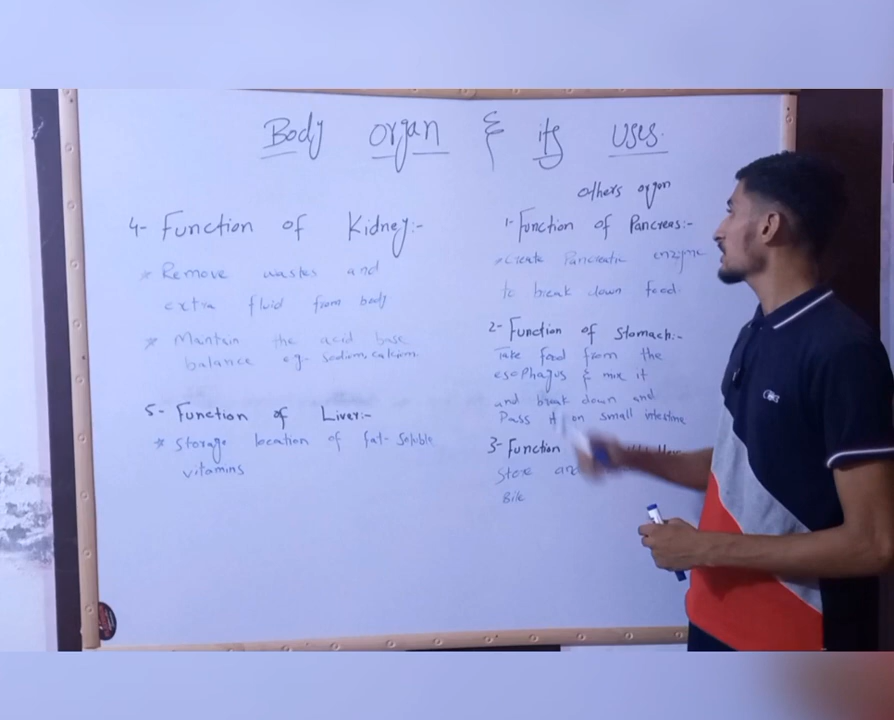 Body organ & its uses.
4- Function of Kidney:-
* Remove wastes and
extra fluid from body
* Mantain the acid base
balance eg- Sodium, calcium.
5- Function of Liver:-
* Storage location of fat-soluble
vitamins
others organ
1- Function of Pancreas:-
* Create Pancreatic enzyme
to break down food.
2- Function of Stomach:-
Take food from the
esophagus & mix it
and break down and
Pass it on small intestine
3- Function
Store and
Bile